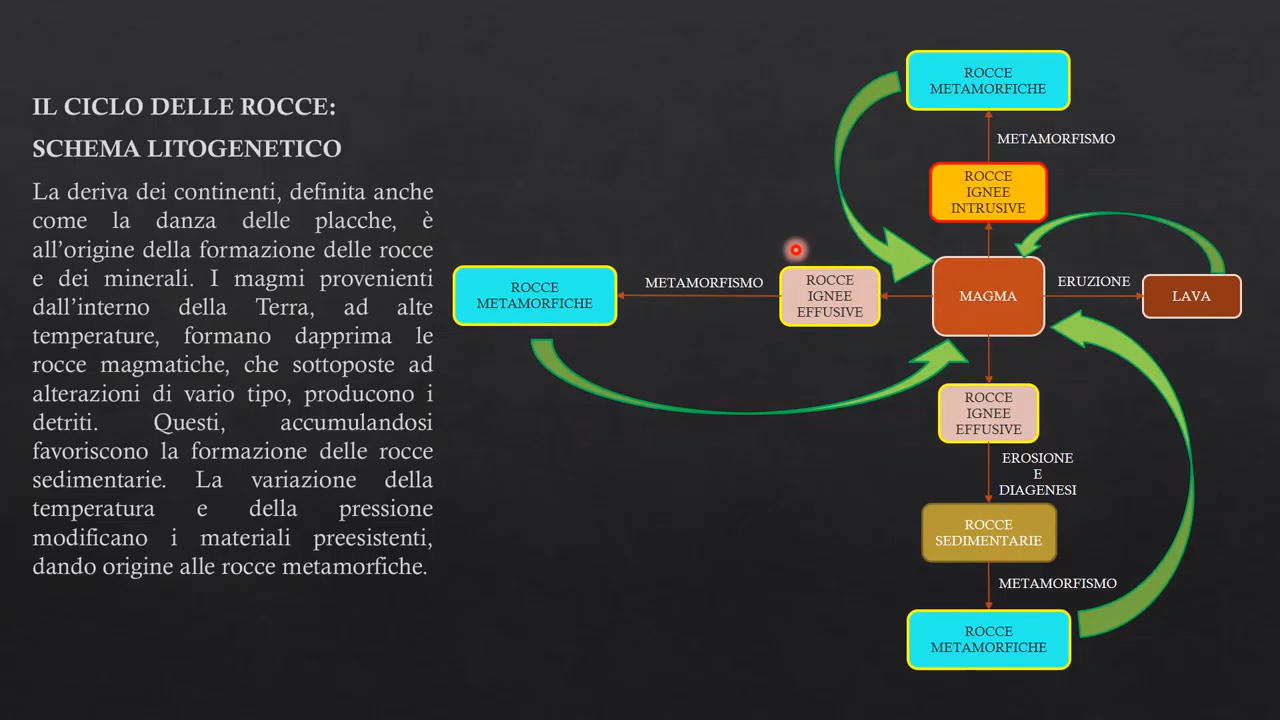 IL CICLO DELLE ROCCE:
SCHEMA LITOGENETICO
La deriva dei continenti, definita anche
come la danza delle placche, è
all’origine della formazione delle rocce
e dei minerali. I magmi provenienti
dall’interno della Terra, ad alte
temperature, formano dapprima le
rocce magmatiche, che sottoposte ad
alterazioni di vario tipo, producono i
detriti. Questi, accumulandosi
favoriscono la formazione delle rocce
sedimentarie. La variazione della
temperatura e della pressione
modificano i materiali preesistenti,
dando origine alle rocce metamorfiche.
ROCCE
METAMORFICHE
METAMORFISMO
ROCCE
IGNEE
INTRUSIVE
ROCCE
METAMORFICHE
METAMORFISMO
ROCCE
IGNEE
EFFUSIVE
MAGMA
ERUZIONE
LAVA
ROCCE
IGNEE
EFFUSIVE
EROSIONE
E
DIAGENESI
ROCCE
SEDIMENTARIE
METAMORFISMO
ROCCE
METAMORFICHE